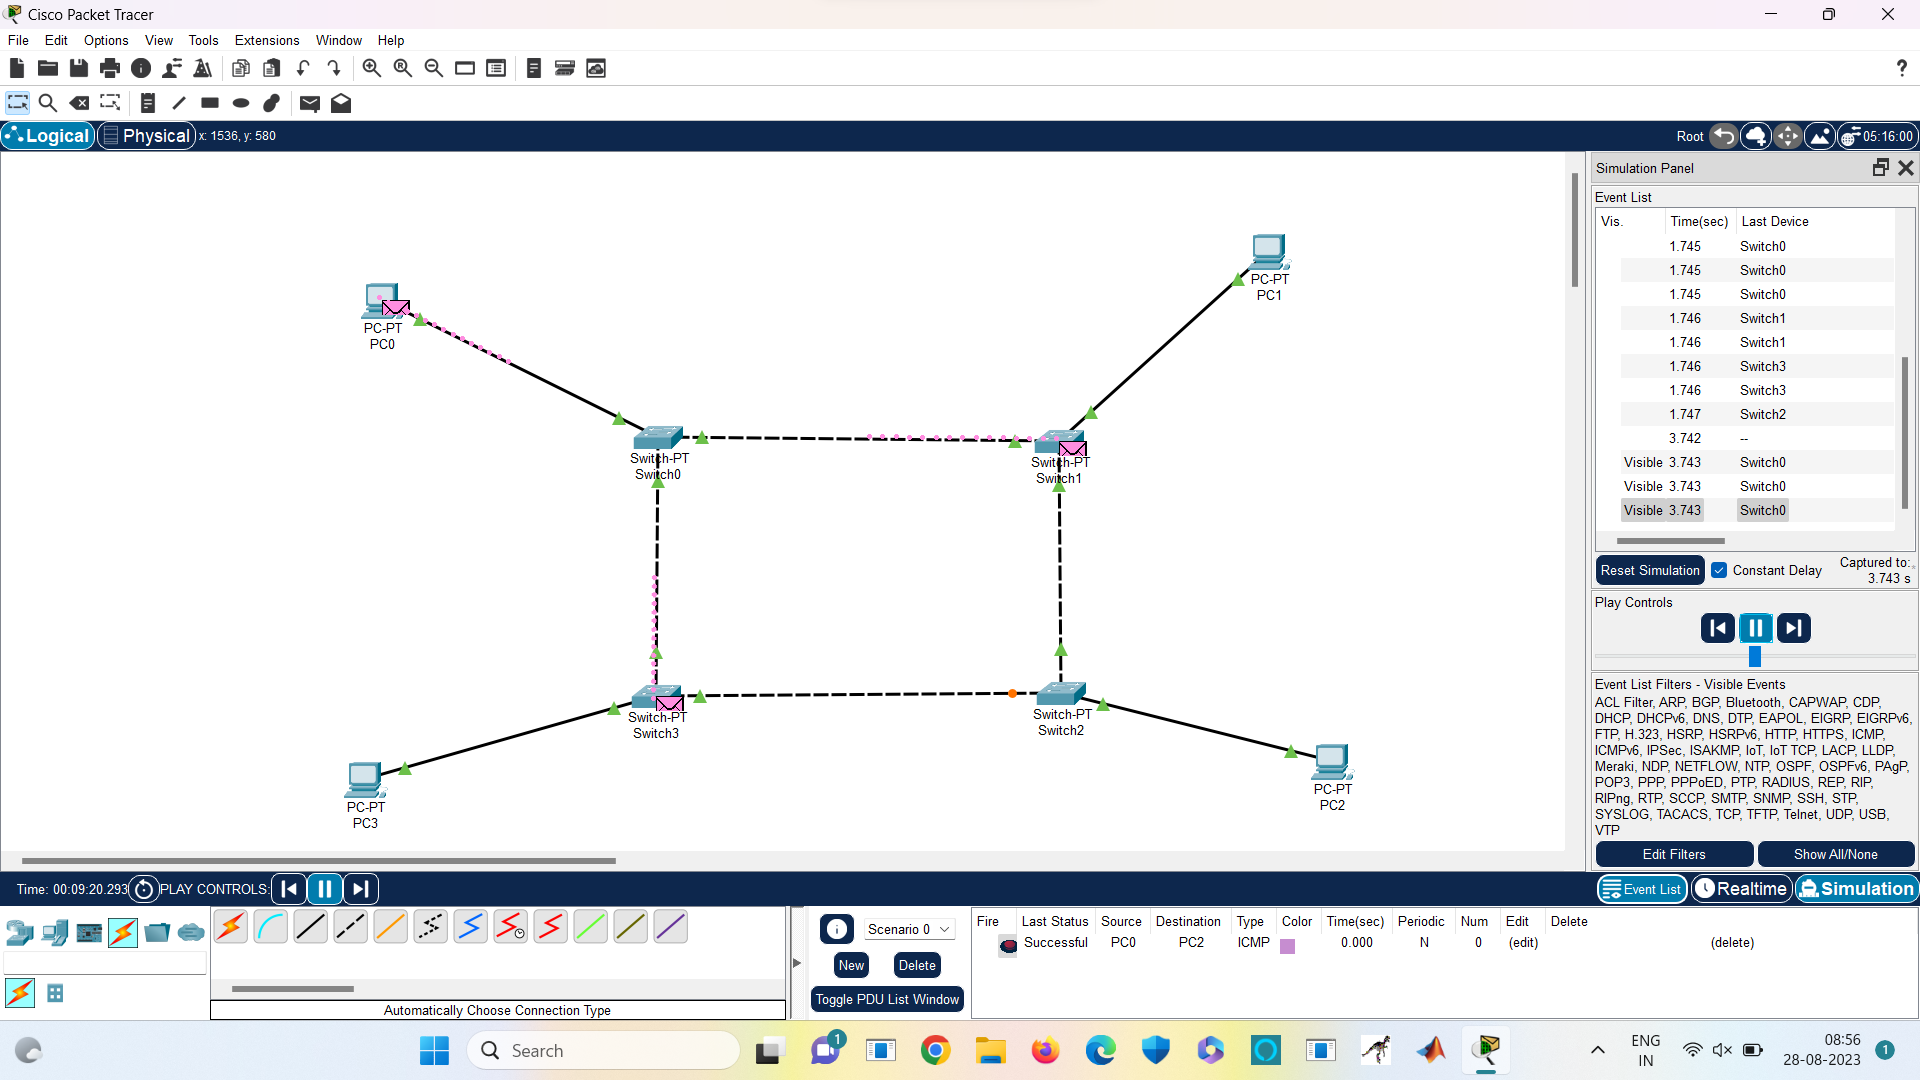 Cisco Packet Tracer
File Edit Options View Tools Extensions Window Help
?
Logical Physical x: 1536, y: 580 Root 05:16:00
Simulation Panel
Event List
Vis. Time(sec) Last Device
1.745 Switch0
1.745 Switch0
1.745 Switch0
1.746 Switch1
1.746 Switch1
1.746 Switch3
1.746 Switch3
1.747 Switch2
3.742 --
Visible 3.743 Switch0
Visible 3.743 Switch0
Visible 3.743 Switch0
Reset Simulation Constant Delay Captured to:
3.743 s
Play Controls
Event List Filters - Visible Events
ACL Filter, ARP, BGP, Bluetooth, CAPWAP, CDP,
DHCP, DHCPv6, DNS, DTP, EAPOL, EIGRP, EIGRPv6,
FTP, H.323, HSRP, HSRPv6, HTTP, HTTPS, ICMP,
ICMPv6, IPSec, ISAKMP, IoT, IoT TCP, LACP, LLDP,
Meraki, NDP, NETFLOW, NTP, OSPF, OSPFv6, PAgP,
POP3, PPP, PPPoED, PTP, RADIUS, REP, RIP,
RIPng, RTP, SCCP, SMTP, SNMP, SSH, STP,
SYSLOG, TACACS, TCP, TFTP, Telnet, UDP, USB,
VTP
Edit Filters Show All/None
PC-PT
PC0
PC-PT
PC1
Switch-PT
Switch0
Switch-PT
Switch1
Switch-PT
Switch3
Switch-PT
Switch2
PC-PT
PC3
PC-PT
PC2
Time: 00:09:20.293 PLAY CONTROLS: Event List Realtime Simulation
Automatically Choose Connection Type
Scenario 0
New Delete
Toggle PDU List Window
Fire Last Status Source Destination Type Color Time(sec) Periodic Num Edit Delete
Successful PC0 PC2 ICMP 0.000 N 0 (edit) (delete)
Search
1
ENG
IN
08:56
28-08-2023
1